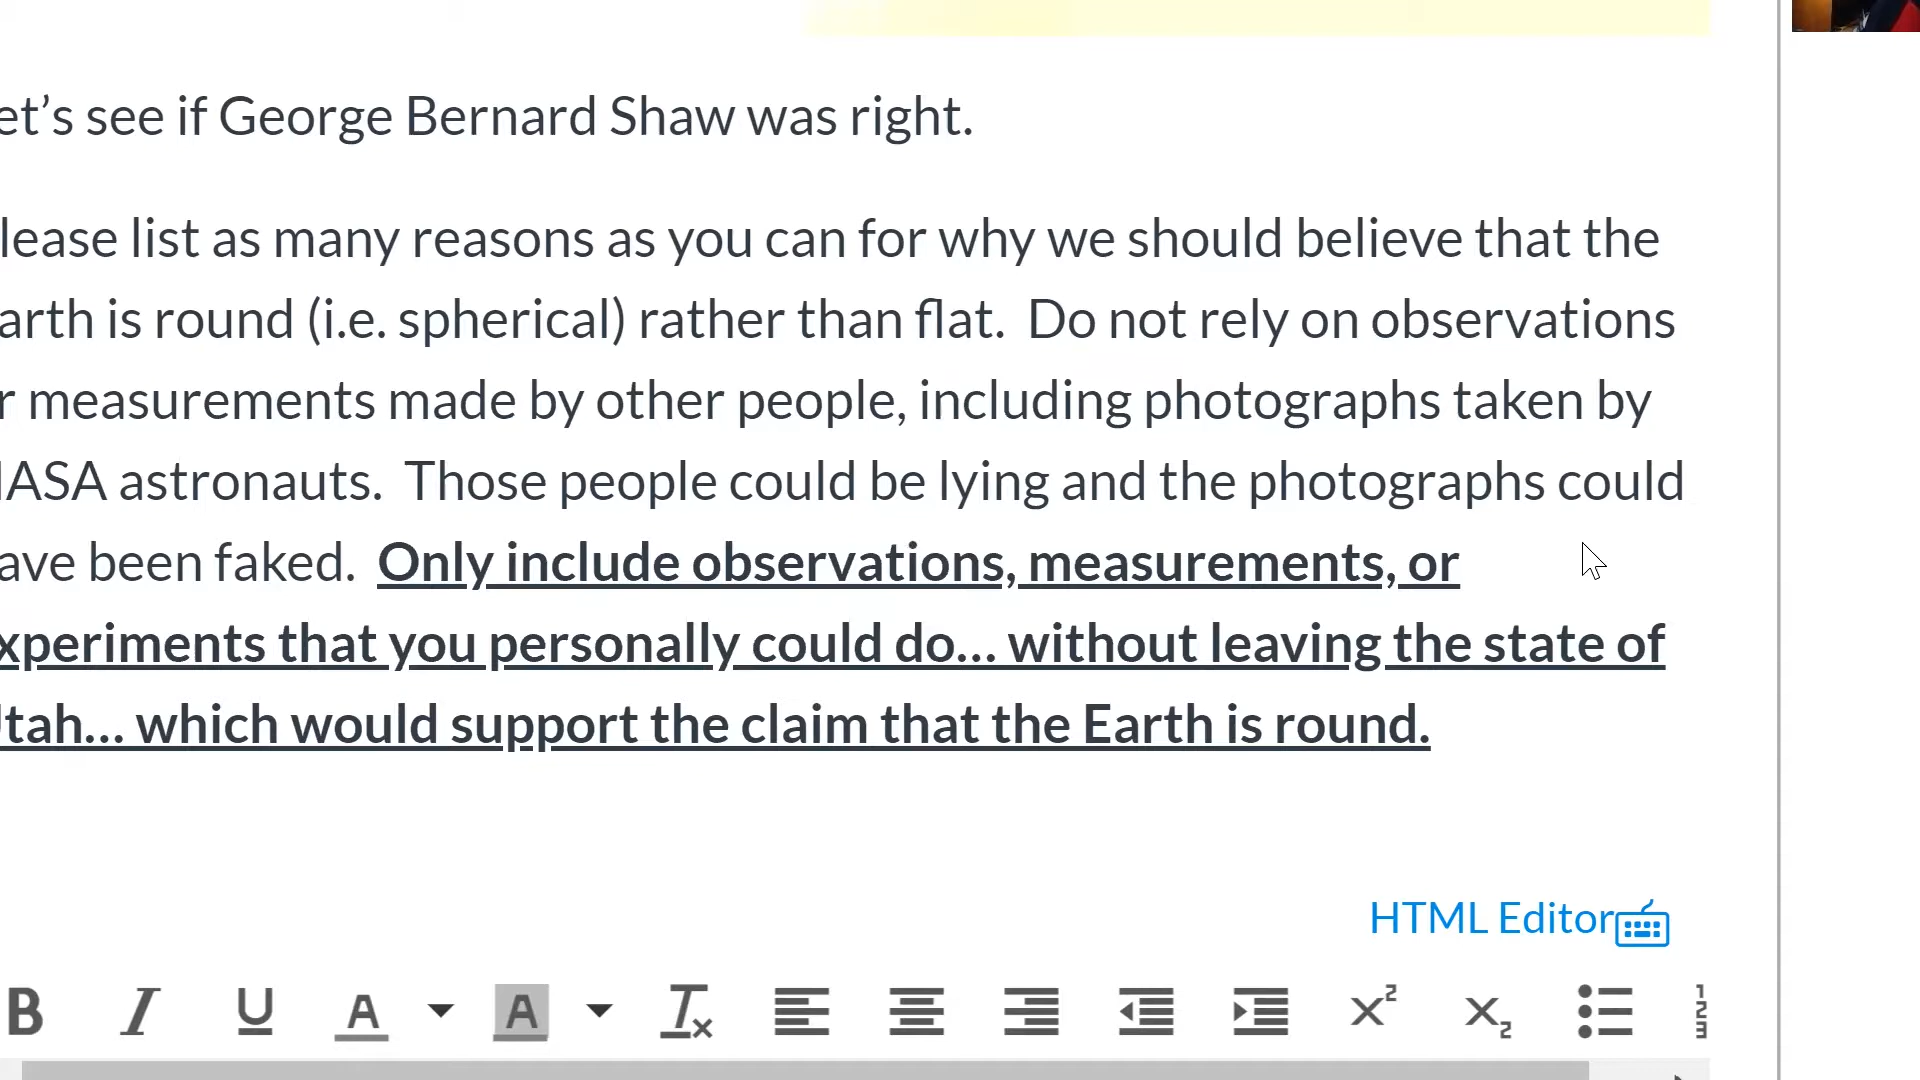 et’s see if George Bernard Shaw was right.
lease list as many reasons as you can for why we should believe that the
arth is round (i.e. spherical) rather than flat.  Do not rely on observations
r measurements made by other people, including photographs taken by
ASA astronauts.  Those people could be lying and the photographs could
ave been faked.  Only include observations, measurements, or
xperiments that you personally could do… without leaving the state of
tah… which would support the claim that the Earth is round.
HTML Editor
B I U A A Tx x² x₂